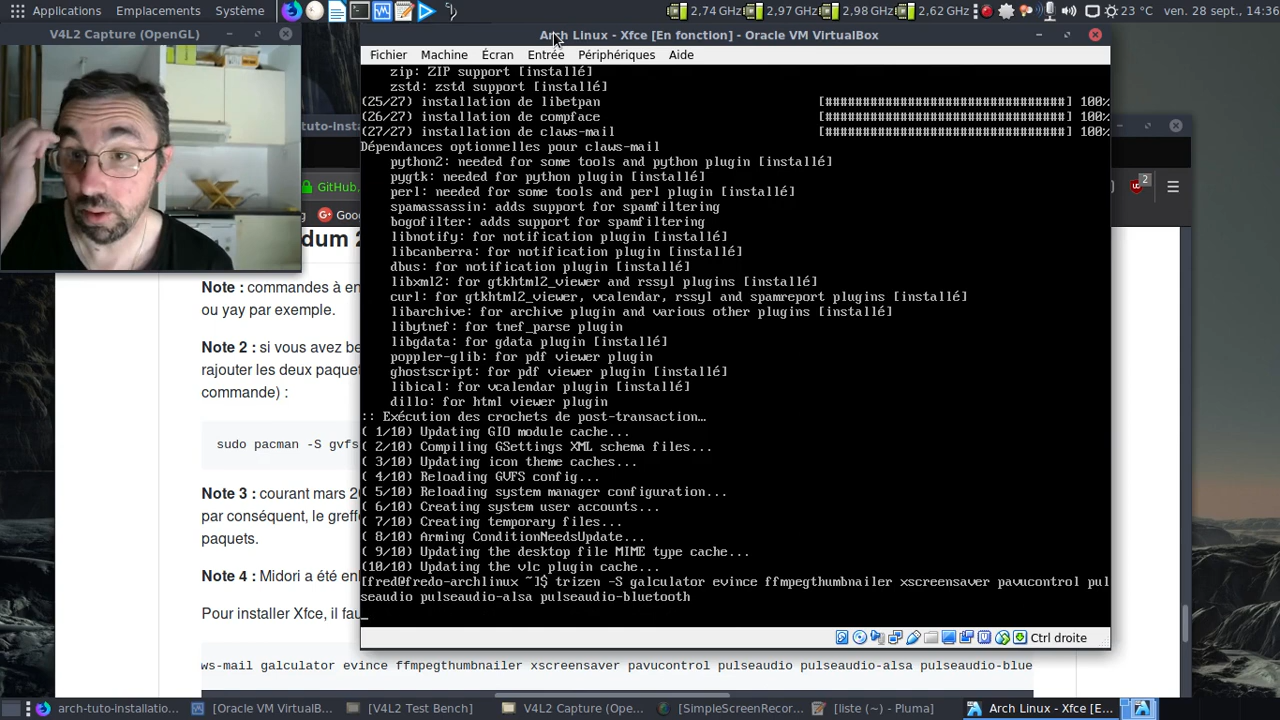 Applications Emplacements Système 2,74 GHz 2,97 GHz 2,98 GHz 2,62 GHz 23 °C ven. 28 sept., 14:36
V4L2 Capture (OpenGL)
Arch Linux - Xfce [En fonction] - Oracle VM VirtualBox
Fichier Machine Écran Entrée Périphériques Aide
zip: ZIP support [installé]
zstd: zstd support [installé]
(25/27) installation de libetpan [################################] 100%
(26/27) installation de compface [################################] 100%
(27/27) installation de claws-mail [################################] 100%
Dépendances optionnelles pour claws-mail
python2: needed for some tools and python plugin [installé]
pygtk: needed for python plugin [installé]
perl: needed for some tools and perl plugin [installé]
spamassassin: adds support for spamfiltering
bogofilter: adds support for spamfiltering
libnotify: for notification plugin [installé]
libcanberra: for notification plugin [installé]
dbus: for notification plugin [installé]
libxml2: for gtkhtml2_viewer and rssyl plugins [installé]
curl: for gtkhtml2_viewer, vcalendar, rssyl and spamreport plugins [installé]
libarchive: for archive plugin and various other plugins [installé]
libytnef: for tnef_parse plugin
libgdata: for gdata plugin [installé]
poppler-glib: for pdf viewer plugin
ghostscript: for pdf viewer plugin [installé]
libical: for vcalendar plugin [installé]
dillo: for html viewer plugin
:: Exécution des crochets de post-transaction…
( 1/10) Updating GIO module cache...
( 2/10) Compiling GSettings XML schema files...
( 3/10) Updating icon theme caches...
( 4/10) Reloading GVFS config...
( 5/10) Reloading system manager configuration...
( 6/10) Creating system user accounts...
( 7/10) Creating temporary files...
( 8/10) Arming ConditionNeedsUpdate...
( 9/10) Updating the desktop file MIME type cache...
(10/10) Updating the vlc plugin cache...
[fred@fredo-archlinux ~]$ trizen -S galculator evince ffmpegthumbnailer xscreensaver pavucontrol pul
seaudio pulseaudio-alsa pulseaudio-bluetooth
Ctrl droite
tuto-insta
GitHub,
Goo
2
dum 2
Note : commandes à en
ou yay par exemple.
Note 2 : si vous avez be
rajouter les deux paquet
commande) :
sudo pacman -S gvfs
Note 3 : courant mars 20
par conséquent, le greffe
paquets.
Note 4 : Midori a été en
Pour installer Xfce, il fau
ws-mail galculator evince ffmpegthumbnailer xscreensaver pavucontrol pulseaudio pulseaudio-alsa pulseaudio-blue
arch-tuto-installatio... [Oracle VM VirtualB... [V4L2 Test Bench] V4L2 Capture (Ope... [SimpleScreenRecor... [liste (~) - Pluma] Arch Linux - Xfce [E...